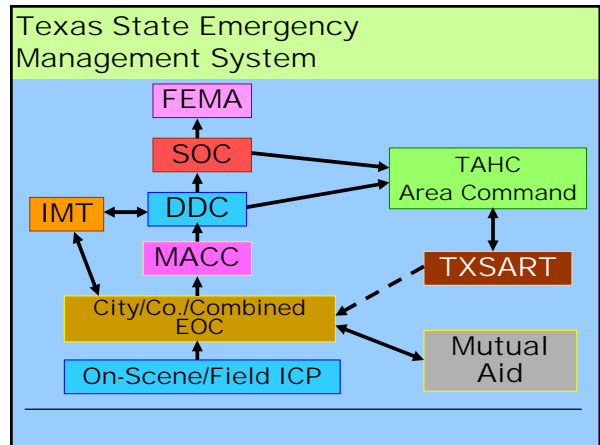 Texas State Emergency
Management System
FEMA
SOC
TAHC
Area Command
IMT
DDC
MACC
TXSART
City/Co./Combined
EOC
Mutual
Aid
On-Scene/Field ICP